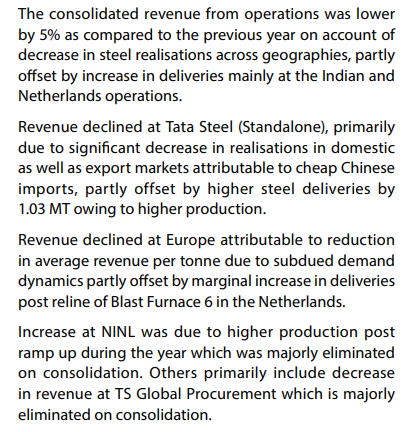 The consolidated revenue from operations was lower
by 5% as compared to the previous year on account of
decrease in steel realisations across geographies, partly
offset by increase in deliveries mainly at the Indian and
Netherlands operations.
Revenue declined at Tata Steel (Standalone), primarily
due to significant decrease in realisations in domestic
as well as export markets attributable to cheap Chinese
imports, partly offset by higher steel deliveries by
1.03 MT owing to higher production.
Revenue declined at Europe attributable to reduction
in average revenue per tonne due to subdued demand
dynamics partly offset by marginal increase in deliveries
post reline of Blast Furnace 6 in the Netherlands.
Increase at NINL was due to higher production post
ramp up during the year which was majorly eliminated
on consolidation. Others primarily include decrease
in revenue at TS Global Procurement which is majorly
eliminated on consolidation.